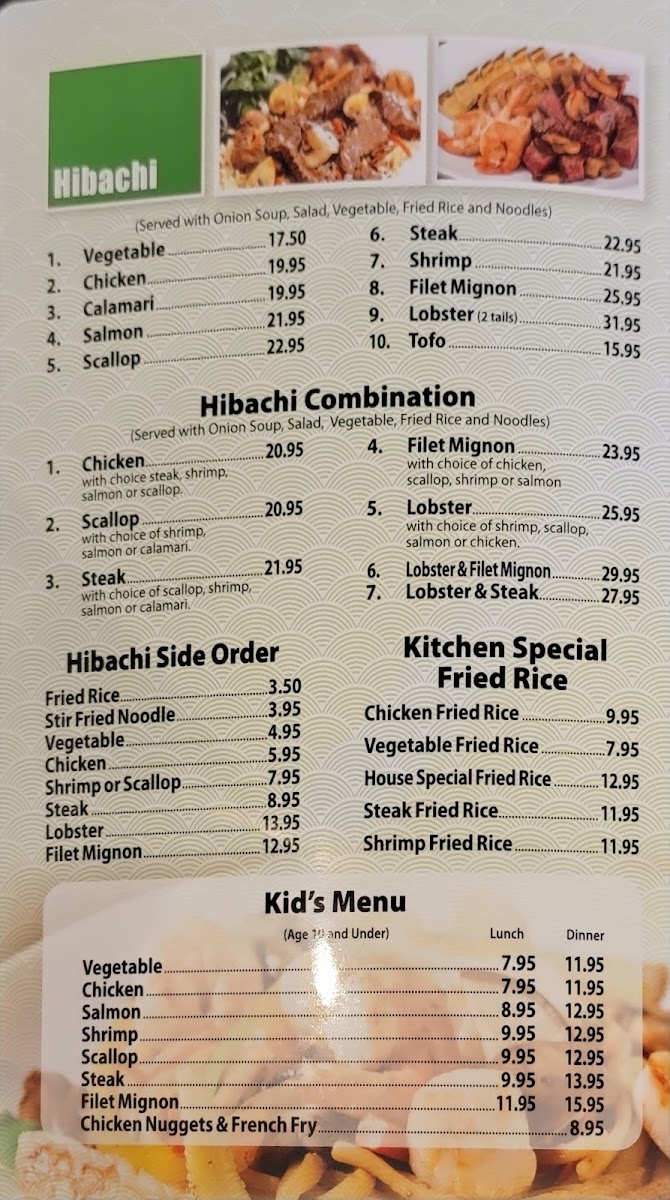 Hibachi
(Served with Onion Soup, Salad, Vegetable, Fried Rice and Noodles)
1. Vegetable 17.50
2. Chicken 19.95
3. Calamari 19.95
4. Salmon 21.95
5. Scallop 22.95
6. Steak 22.95
7. Shrimp 21.95
8. Filet Mignon 25.95
9. Lobster (2 tails) 31.95
10. Tofo 15.95
Hibachi Combination
(Served with Onion Soup, Salad, Vegetable, Fried Rice and Noodles)
1. Chicken 20.95
with choice steak, shrimp,
salmon or scallop.
2. Scallop 20.95
with choice of shrimp,
salmon or calamari.
3. Steak 21.95
with choice of scallop, shrimp,
salmon or calamari.
4. Filet Mignon 23.95
with choice of chicken,
scallop, shrimp or salmon
5. Lobster 25.95
with choice of shrimp, scallop,
salmon or chicken.
6. Lobster & Filet Mignon 29.95
7. Lobster & Steak 27.95
Hibachi Side Order
Fried Rice 3.50
Stir Fried Noodle 3.95
Vegetable 4.95
Chicken 5.95
Shrimp or Scallop 7.95
Steak 8.95
Lobster 13.95
Filet Mignon 12.95
Kitchen Special
Fried Rice
Chicken Fried Rice 9.95
Vegetable Fried Rice 7.95
House Special Fried Rice 12.95
Steak Fried Rice 11.95
Shrimp Fried Rice 11.95
Kid's Menu
(Age 10 and Under) Lunch Dinner
Vegetable 7.95 11.95
Chicken 7.95 11.95
Salmon 8.95 12.95
Shrimp 9.95 12.95
Scallop 9.95 12.95
Steak 9.95 13.95
Filet Mignon 11.95 15.95
Chicken Nuggets & French Fry 8.95